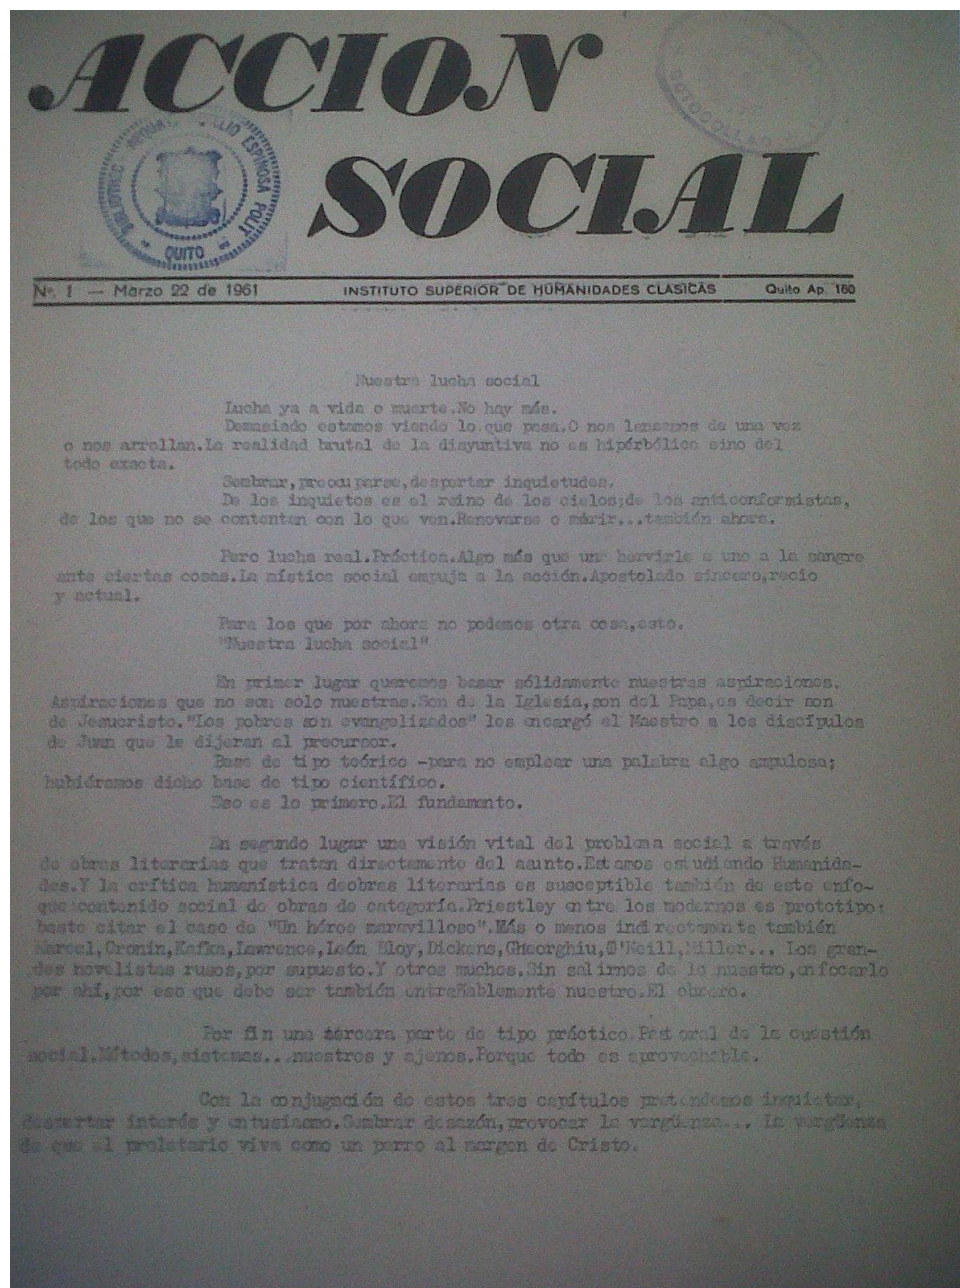 ACCION
SOCIAL
COTOCOLLAO
BIBLIOTECA AURELIO ESPINOSA POLIT
QUITO
Nº. 1 — Marzo 22 de 1961 INSTITUTO SUPERIOR DE HUMANIDADES CLASICAS Quito Ap. 160
Nuestra lucha social
Lucha ya a vida o muerte.No hay más.
Demasiado estamos viendo lo que pasa.O nos lanzamos de una vez
o nos arrollan.La realidad brutal de la disyuntiva no es hipérbólico sino del
todo exacta.
Sembrar,preocuparse,despertar inquietudes.
De los inquietos es el reino de los cielos;de los anticonformistas,
de los que no se contentan con lo que ven.Renovarse o márir...también ahora.
Pero lucha real.Práctica.Algo más que un hervirle a uno a la sangre
ante ciertas cosas.La mística social empuja a la acción.Apostolado sincero,recio
y actual.
Para los que por ahora no podemos otra cosa,esto.
"Nuestra lucha social"
En primer lugar queremos basar sólidamente nuestras aspiraciones.
Aspiraciones que no son solo nuestras.Son de la Iglesia,son del Papa,es decir son
de Jesucristo."Los pobres son evangelizados" les encargó el Maestro a los discípulos
de Juan que le dijeran al precursor.
Base de tipo teórico -para no emplear una palabra algo ampulosa;
hubiéramos dicho base de tipo científico.
Eso es lo primero.El fundamento.
En segundo lugar una visión vital del problema social a través
de obras literarias que tratan directamente del asunto.Estamos estudiando Humanida-
des.Y la crítica humanística deobras literarias es susceptible también de este enfo-
que:contenido social de obras de categoría.Priestley entre los modernos es prototipo:
baste citar el caso de "Un héroe maravilloso".Más o menos indirectamente también
Marcel,Cronin,Kafka,Lawrence,León Bloy,Dickens,Gheorghiu,O'Neill,Miller... Los gran-
des novelistas rusos,por supuesto.Y otros muchos.Sin salirnos de lo nuestro,enfocarlo
por ahí,por eso que debe ser también entrañablemente nuestro.El obrero.
Por fin una tercera parte de tipo práctico.Pastoral de la cuestión
social.Métodos,sistemas...nuestros y ajenos.Porque todo es aprovechable.
Con la conjugación de estos tres capítulos pretendemos inquietar,
despertar interés y entusiasmo.Sembrar desazón,provocar la vergüenza... La vergüenza
de que el proletario viva como un perro al margen de Cristo.